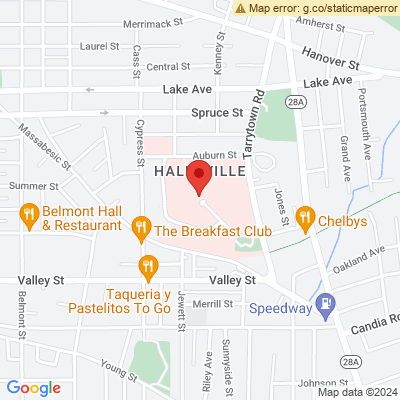 Map error: g.co/staticmaperror
Merrimack St
Amherst St
Laurel St
Kenney St
Hanover St
Central St
Cass St
Lake Ave
Lake Ave
Spruce St
28A
Portsmouth Ave
Massabesic St
Cypress St
Tarrytown Rd
Grand Ave
Auburn St
Summer St
Jones St
Belmont Hall
& Restaurant
Chelbys
The Breakfast Club
Oakland Ave
Valley St
Valley St
Taqueria y
Pastelitos To Go
Belmont St
Jewett St
Merrill St
Speedway
Candia Ro
Young St
28A
Riley Ave
Sunnyside St
Johnson St
Google
Map data ©2024